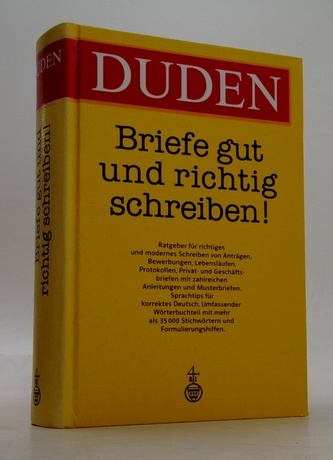 DUDEN
Briefe gut und
richtig schreiben!
DUDEN
Briefe gut
und richtig
schreiben!
Ratgeber für richtiges
und modernes Schreiben von Anträgen,
Bewerbungen, Lebensläufen,
Protokollen, Privat- und Geschäfts-
briefen mit zahlreichen
Anleitungen und Musterbriefen.
Sprachtips für
korrektes Deutsch. Umfassender
Wörterbuchteil mit mehr
als 35 000 Stichwörtern und
Formulierungshilfen.